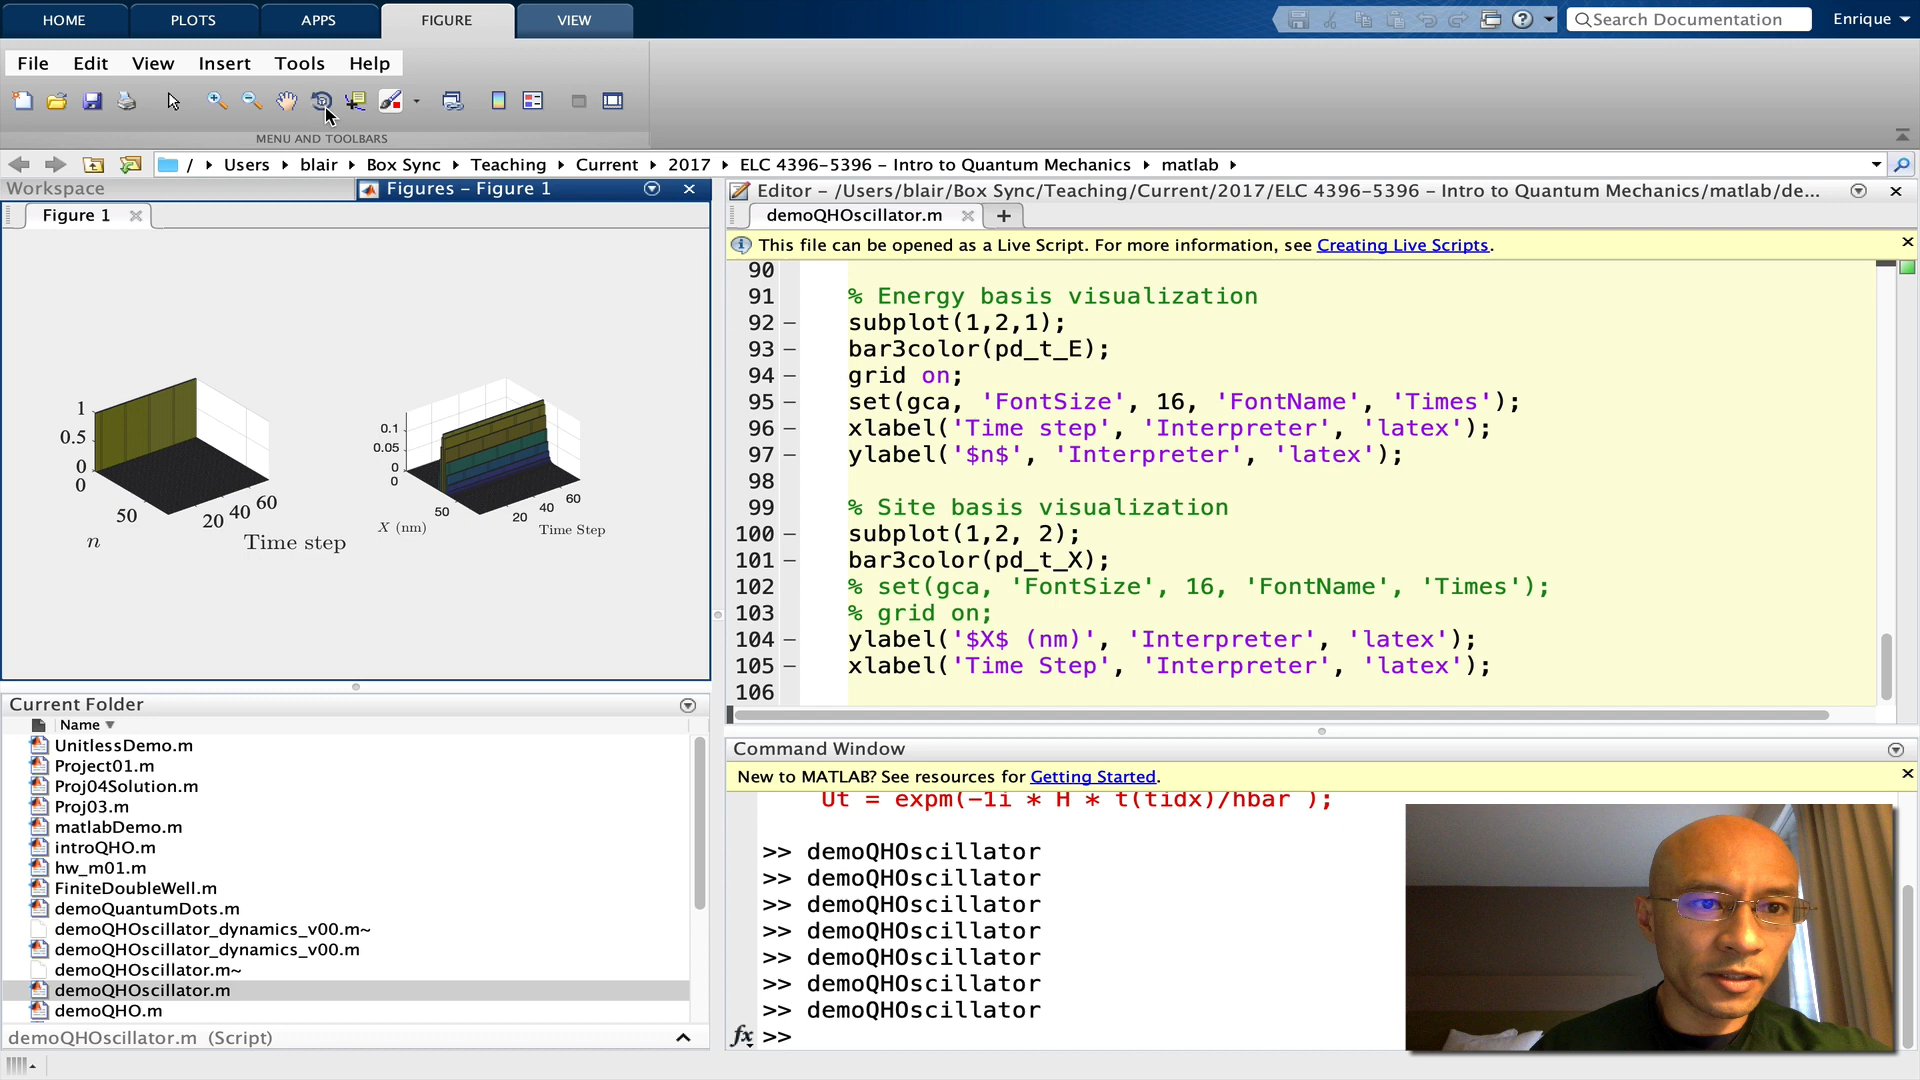 HOME
PLOTS
APPS
FIGURE
VIEW
Search Documentation
Enrique
File Edit View Insert Tools Help
MENU AND TOOLBARS
/ Users blair Box Sync Teaching Current 2017 ELC 4396-5396 - Intro to Quantum Mechanics matlab
Workspace
Figures - Figure 1
Figure 1
1
0.5
0
0
50
20
40
60
n
Time step
0.1
0.05
0
0
50
20
40
60
X (nm)
Time Step
Editor - /Users/blair/Box Sync/Teaching/Current/2017/ELC 4396-5396 - Intro to Quantum Mechanics/matlab/de...
demoQHOscillator.m
This file can be opened as a Live Script. For more information, see Creating Live Scripts.
90
91 % Energy basis visualization
92 - subplot(1,2,1);
93 - bar3color(pd_t_E);
94 - grid on;
95 - set(gca, 'FontSize', 16, 'FontName', 'Times');
96 - xlabel('Time step', 'Interpreter', 'latex');
97 - ylabel('$n$', 'Interpreter', 'latex');
98
99 % Site basis visualization
100 - subplot(1,2, 2);
101 - bar3color(pd_t_X);
102 % set(gca, 'FontSize', 16, 'FontName', 'Times');
103 % grid on;
104 - ylabel('$X$ (nm)', 'Interpreter', 'latex');
105 - xlabel('Time Step', 'Interpreter', 'latex');
106
Current Folder
Name
UnitlessDemo.m
Project01.m
Proj04Solution.m
Proj03.m
matlabDemo.m
introQHO.m
hw_m01.m
FiniteDoubleWell.m
demoQuantumDots.m
demoQHOscillator_dynamics_v00.m~
demoQHOscillator_dynamics_v00.m
demoQHOscillator.m~
demoQHOscillator.m
demoQHO.m
demoQHOscillator.m (Script)
Command Window
New to MATLAB? See resources for Getting Started.
Ut = expm(-1i * H * t(tidx)/hbar );
>> demoQHOscillator
>> demoQHOscillator
>> demoQHOscillator
>> demoQHOscillator
>> demoQHOscillator
>> demoQHOscillator
>> demoQHOscillator
fx >>